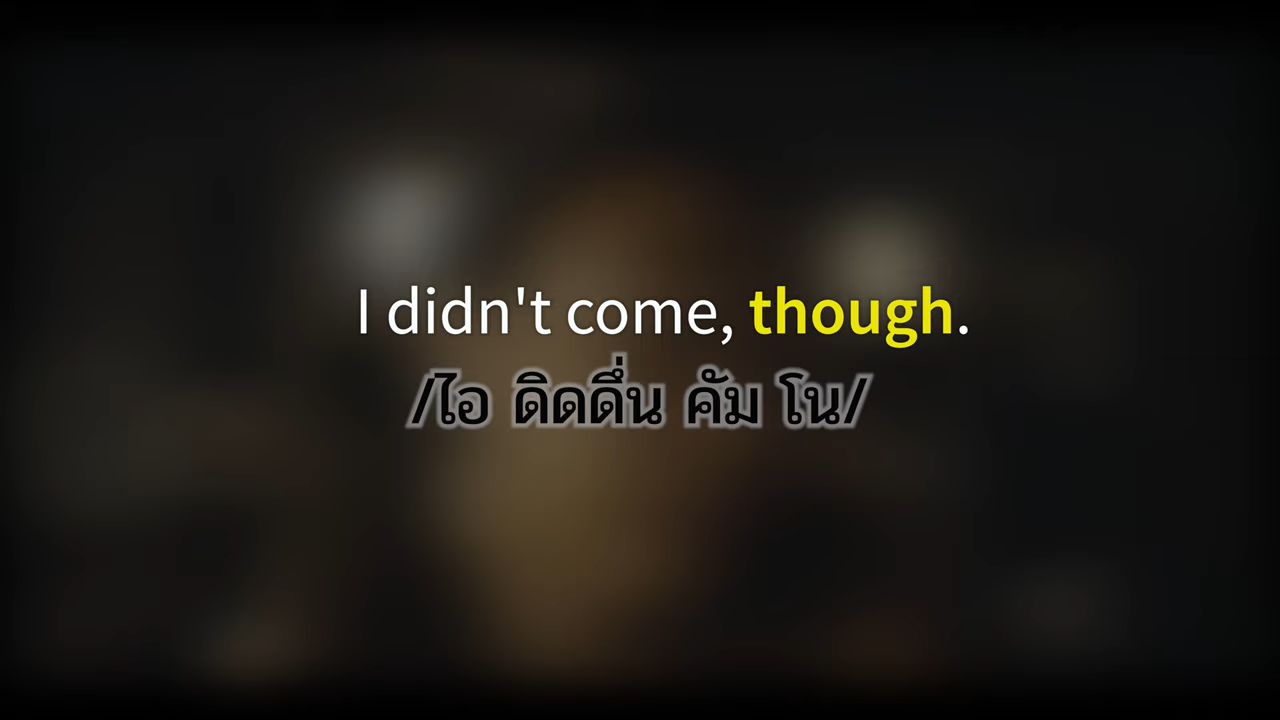 I didn't come, though.
/ไอ ดิดดึ่น คัม โน/